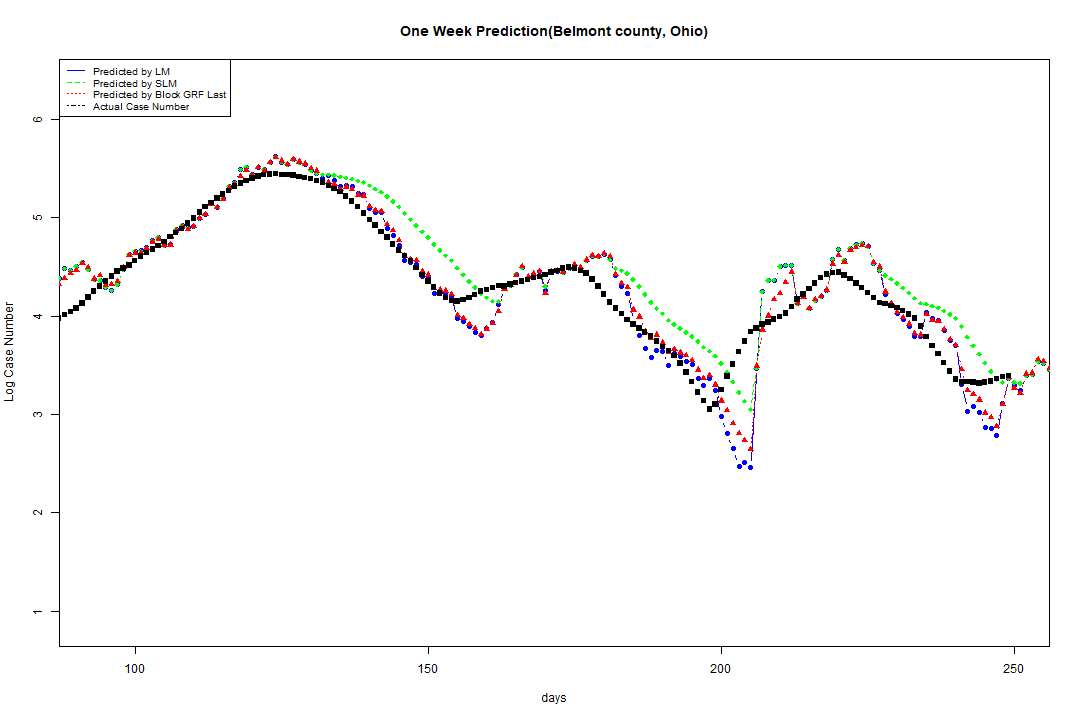 One Week Prediction(Belmont county, Ohio)
Predicted by LM
Predicted by SLM
Predicted by Block GRF Last
Actual Case Number
Log Case Number
6
5
4
3
2
1
100 150 200 250
days